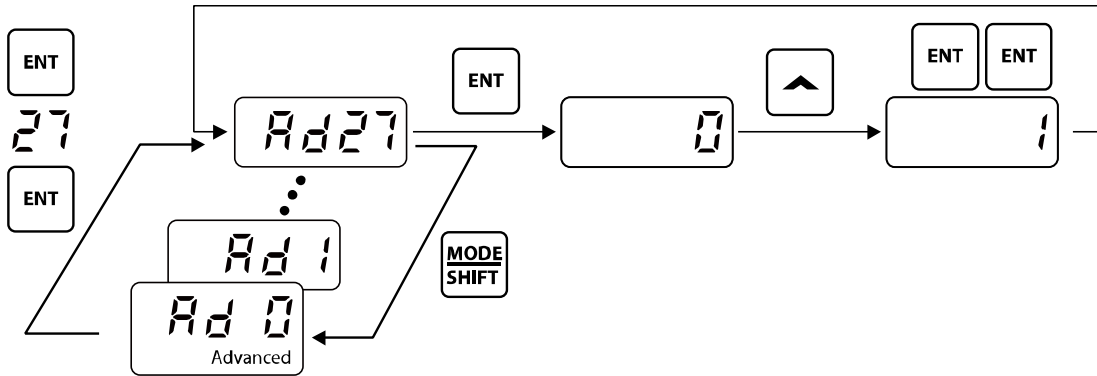 ENT
27
ENT
Ad27
ENT
0
ENT ENT
1
Ad 1
Ad 0
Advanced
MODE
SHIFT